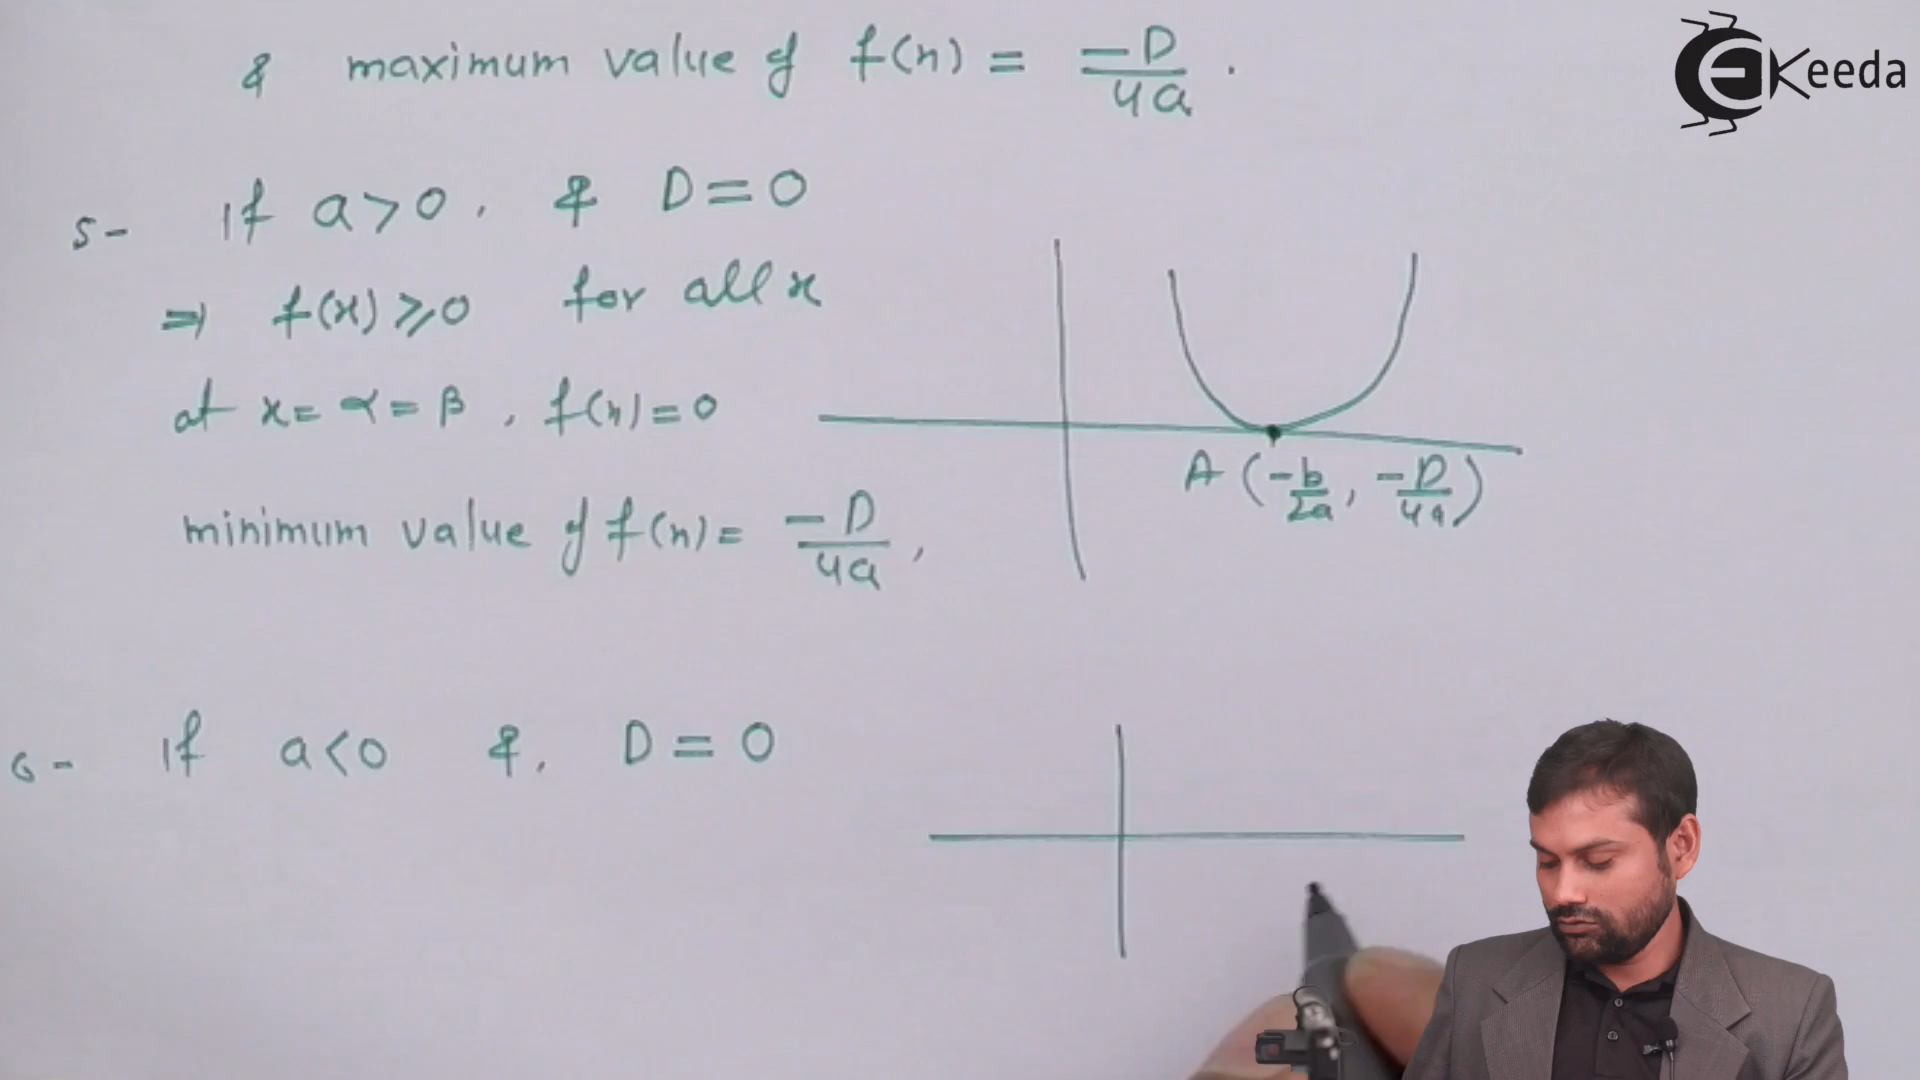 & maximum value of f(n) = -D/4a .
Keeda
5- If a>0, & D=0
⇒ f(x)⩾0 for all x
at x= α = β, f(n)=0
A (-b/2a, -D/4a)
minimum value of f(n)= -D/4a,
6- If a<0 &, D=0